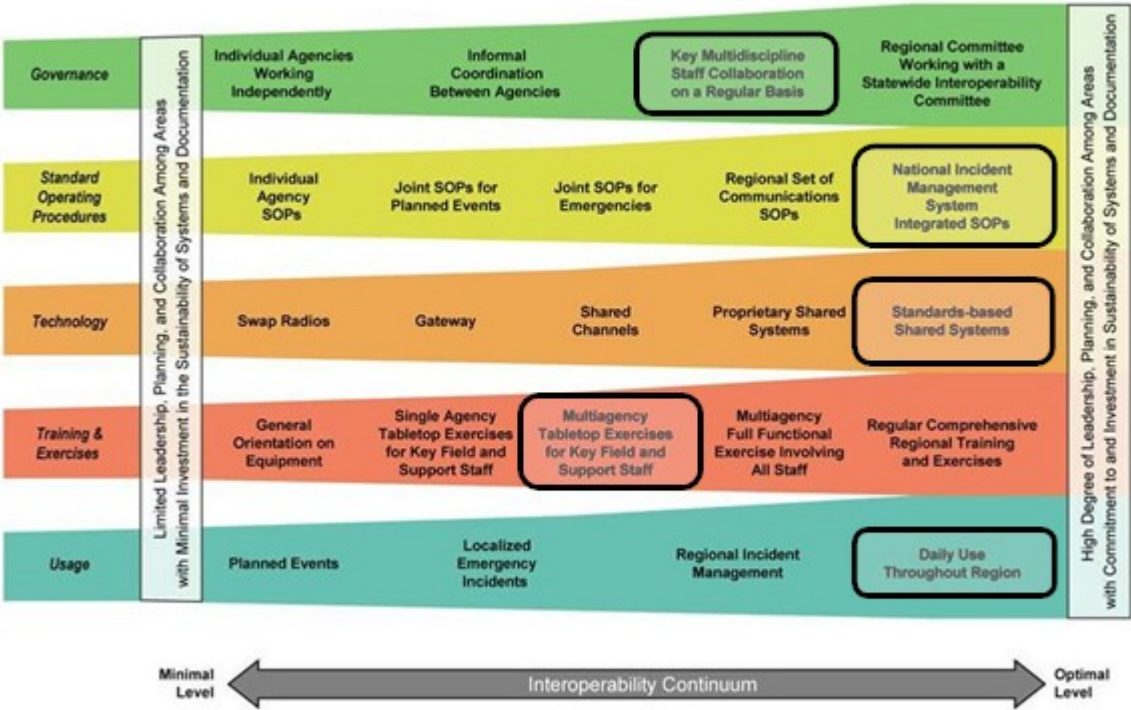 Limited Leadership, Planning, and Collaboration Among Areas
with Minimal Investment in the Sustainability of Systems and Documentation
Governance
Individual Agencies
Working
Independently
Informal
Coordination
Between Agencies
Key Multidiscipline
Staff Collaboration
on a Regular Basis
Regional Committee
Working with a
Statewide Interoperability
Committee
Standard
Operating
Procedures
Individual
Agency
SOPs
Joint SOPs for
Planned Events
Joint SOPs for
Emergencies
Regional Set of
Communications
SOPs
National Incident
Management
System
Integrated SOPs
Technology
Swap Radios
Gateway
Shared
Channels
Proprietary Shared
Systems
Standards-based
Shared Systems
Training &
Exercises
General
Orientation on
Equipment
Single Agency
Tabletop Exercises
for Key Field and
Support Staff
Multiagency
Tabletop Exercises
for Key Field and
Support Staff
Multiagency
Full Functional
Exercise Involving
All Staff
Regular Comprehensive
Regional Training
and Exercises
Usage
Planned Events
Localized
Emergency
Incidents
Regional Incident
Management
Daily Use
Throughout Region
High Degree of Leadership, Planning, and Collaboration Among Areas
with Commitment to and Investment in Sustainability of Systems and Documentation
Minimal
Level
Interoperability Continuum
Optimal
Level